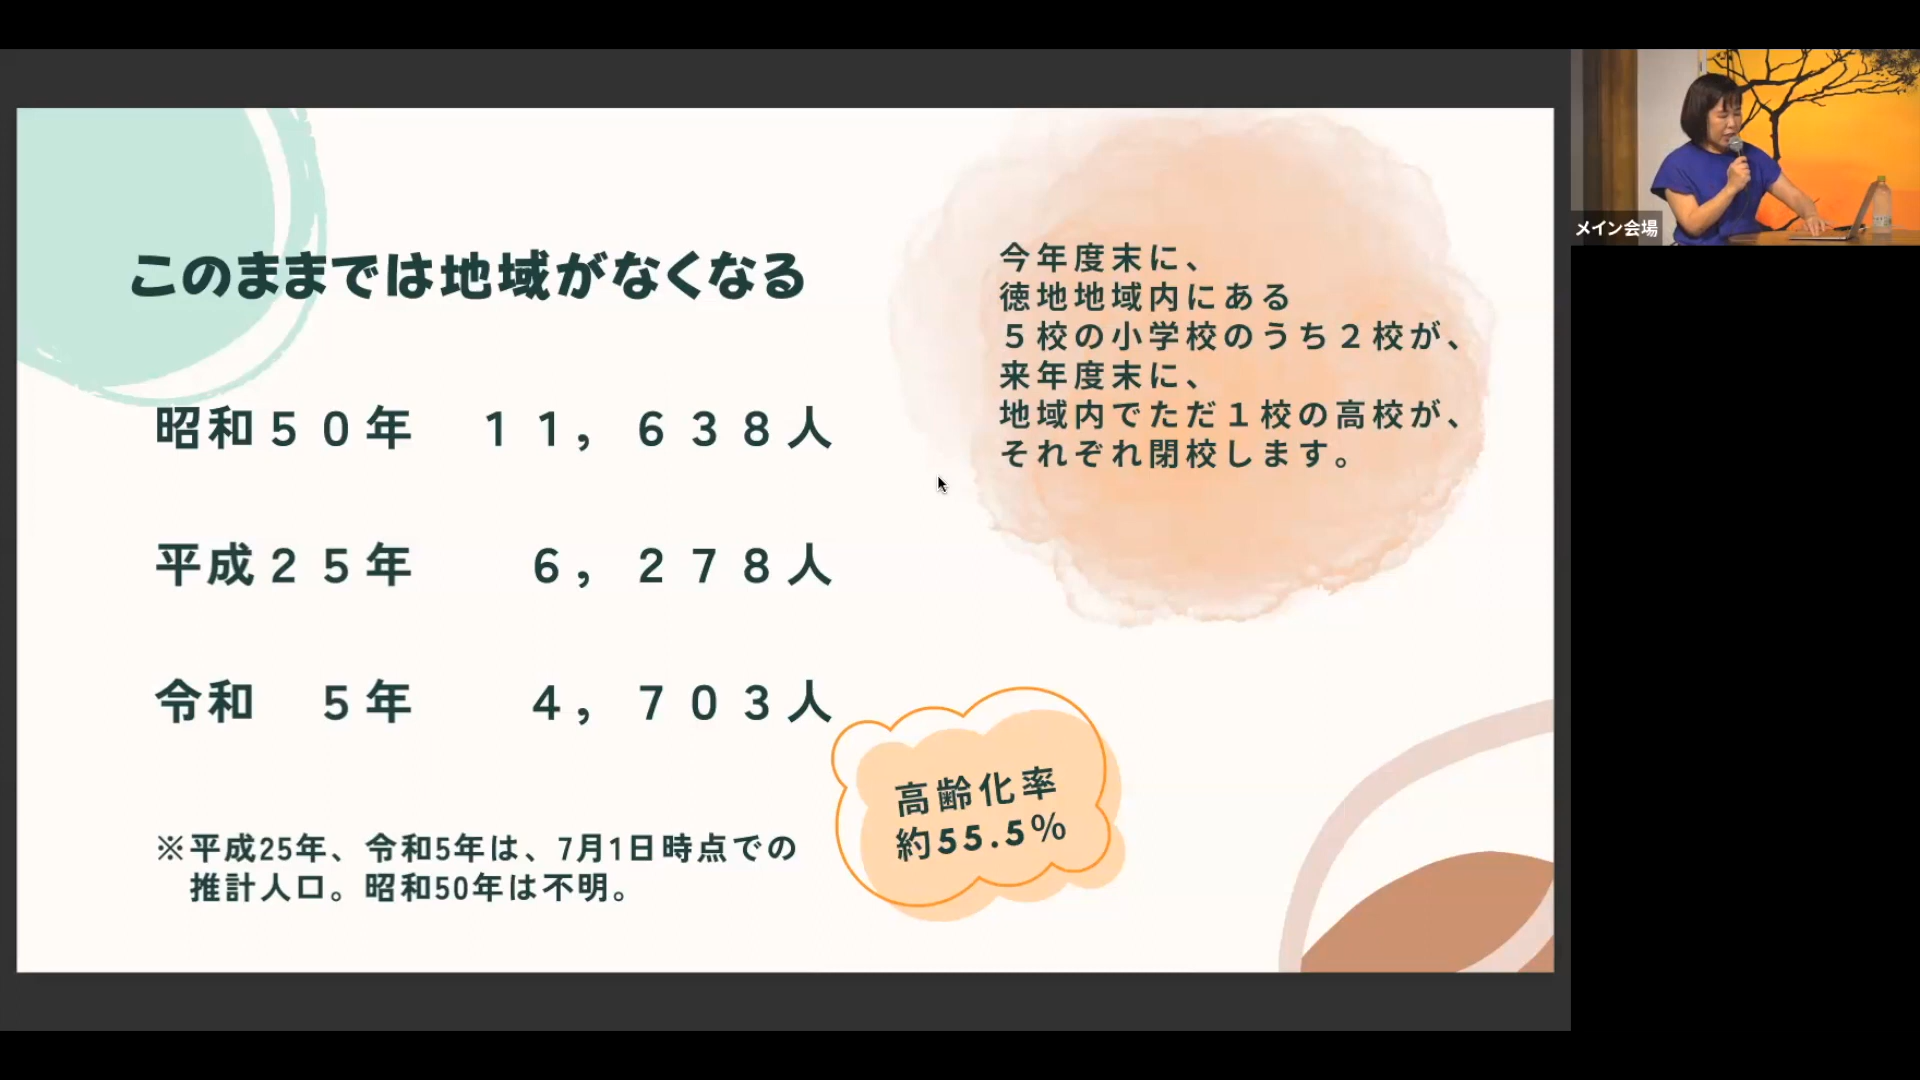 このままでは地域がなくなる
昭和５０年　１１，６３８人
平成２５年　６，２７８人
令和　５年　４，７０３人
※平成25年、令和5年は、7月1日時点での
推計人口。昭和50年は不明。
今年度末に、
徳地地域内にある
５校の小学校のうち２校が、
来年度末に、
地域内でただ１校の高校が、
それぞれ閉校します。
高齢化率
約55.5％
メイン会場